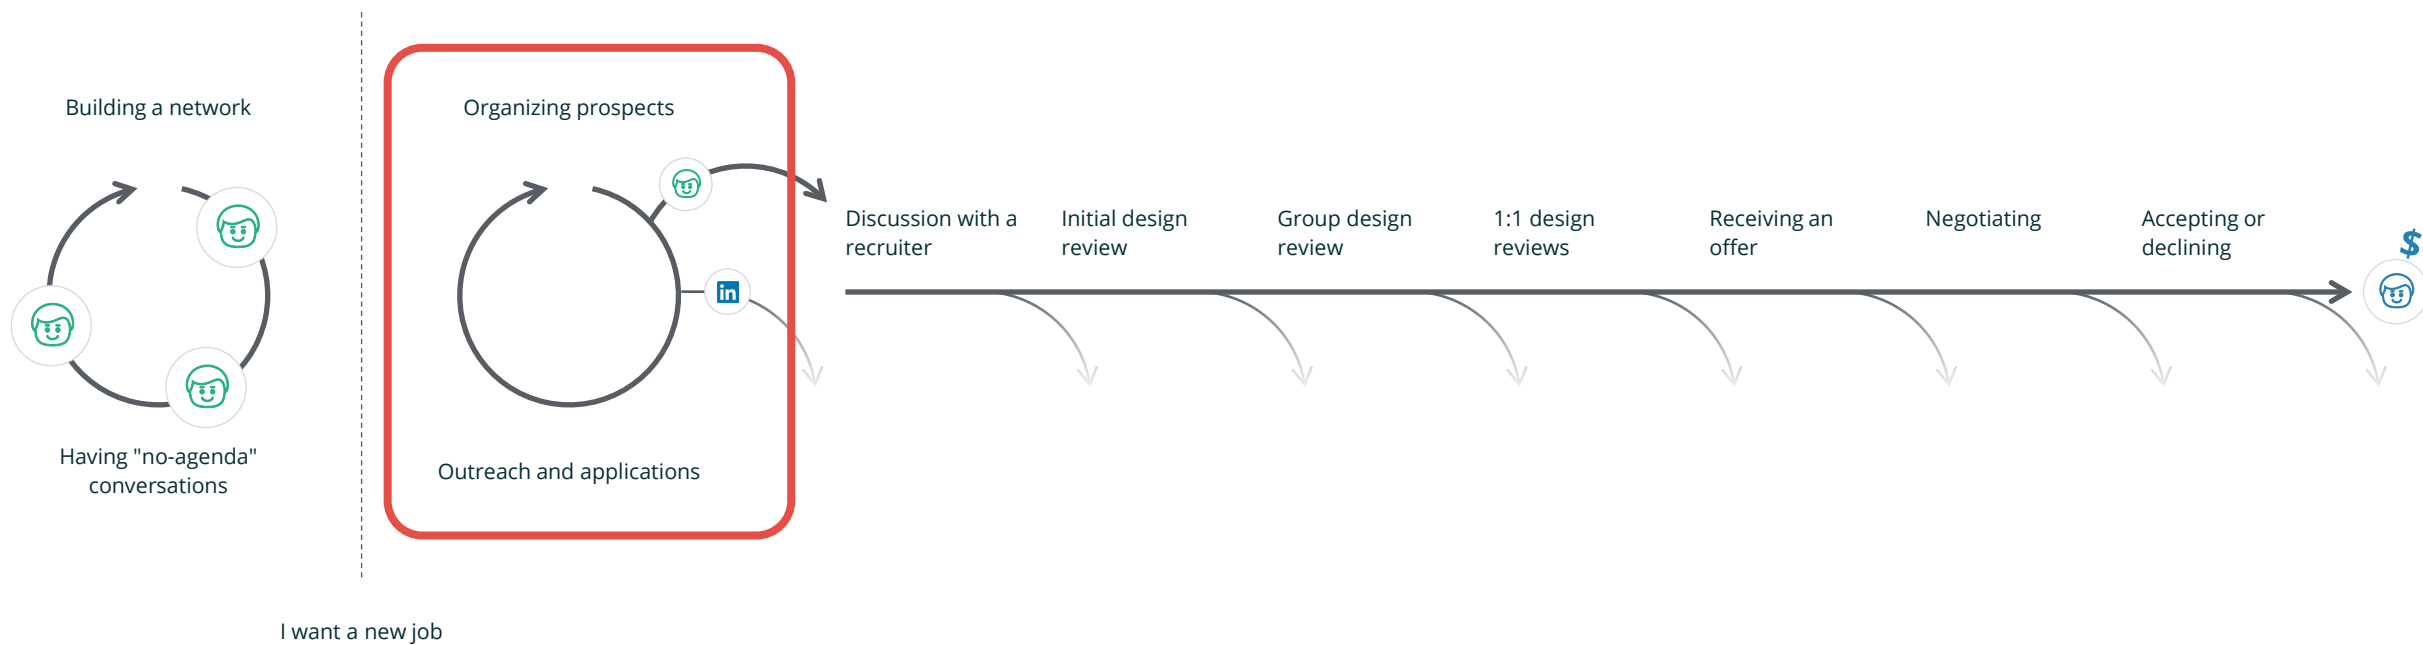 Building a network
Having "no-agenda"
conversations
I want a new job
Organizing prospects
in
Outreach and applications
Discussion with a
recruiter
Initial design
review
Group design
review
1:1 design
reviews
Receiving an
offer
Negotiating
Accepting or
declining
$